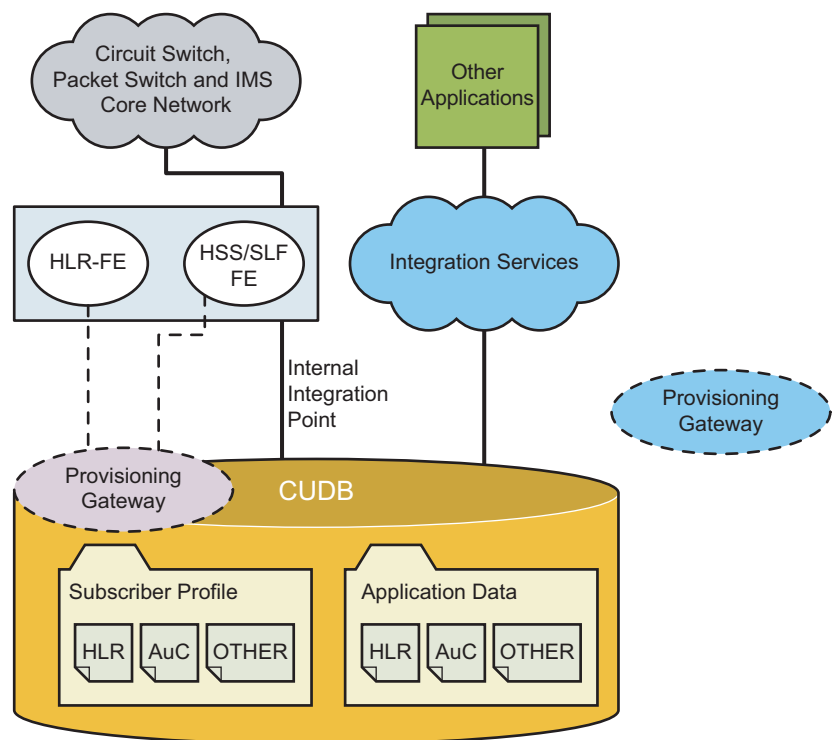 Circuit Switch,
Packet Switch and IMS
Core Network
Other
Applications
HLR-FE
HSS/SLF
FE
Integration Services
Internal
Integration
Point
Provisioning
Gateway
Provisioning
Gateway
CUDB
Subscriber Profile
HLR
AuC
OTHER
Application Data
HLR
AuC
OTHER